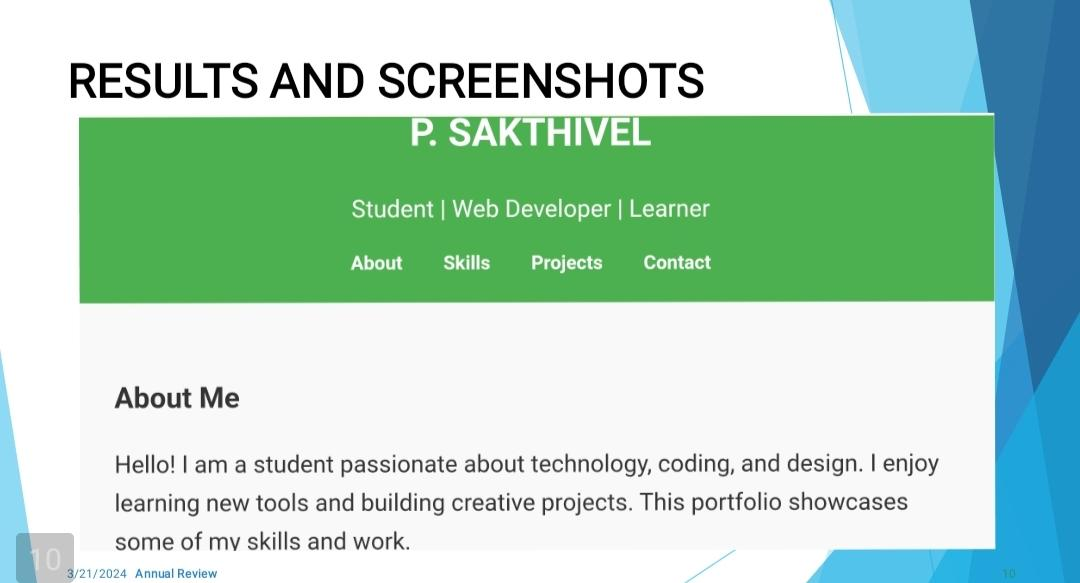 RESULTS AND SCREENSHOTS
P. SAKTHIVEL
Student | Web Developer | Learner
About Skills Projects Contact
About Me
Hello! I am a student passionate about technology, coding, and design. I enjoy
learning new tools and building creative projects. This portfolio showcases
some of my skills and work.
10
3/21/2024 Annual Review
10